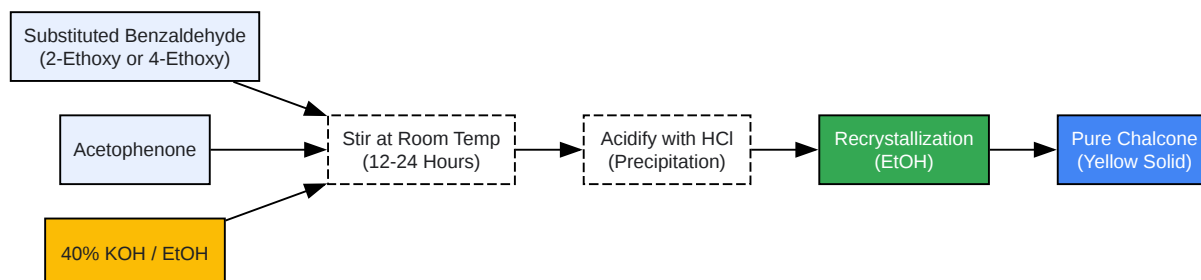 Substituted Benzaldehyde
(2-Ethoxy or 4-Ethoxy)
Acetophenone
40% KOH / EtOH
Stir at Room Temp
(12-24 Hours)
Acidify with HCl
(Precipitation)
Recrystallization
(EtOH)
Pure Chalcone
(Yellow Solid)